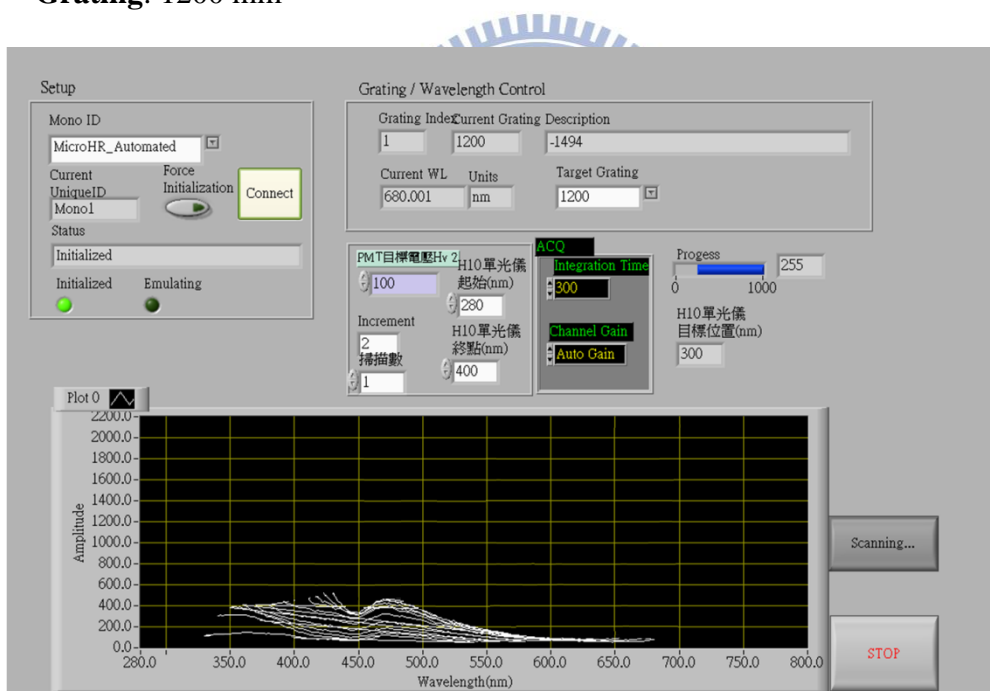 Grating: 1200 mm
Setup
Mono ID
MicroHR_Automated
Current UniqueID
Mono1
Force Initialization
Connect
Status
Initialized
Initialized
Emulating
Grating / Wavelength Control
Grating Index
Current Grating
Description
1
1200
-1494
Current WL
Units
Target Grating
680.001
nm
1200
PMT目標電壓Hv 2
100
H10單光儀
起始(nm)
280
Increment
2
H10單光儀
終點(nm)
400
掃描數
1
ACQ
Integration Time
300
Channel Gain
Auto Gain
Progess
255
0
1000
H10單光儀
目標位置(nm)
300
Plot 0
2200.0
2000.0
1800.0
1600.0
1400.0
1200.0
1000.0
800.0
600.0
400.0
200.0
0.0
Amplitude
280.0 350.0 400.0 450.0 500.0 550.0 600.0 650.0 700.0 750.0 800.0
Wavelength(nm)
Scanning...
STOP